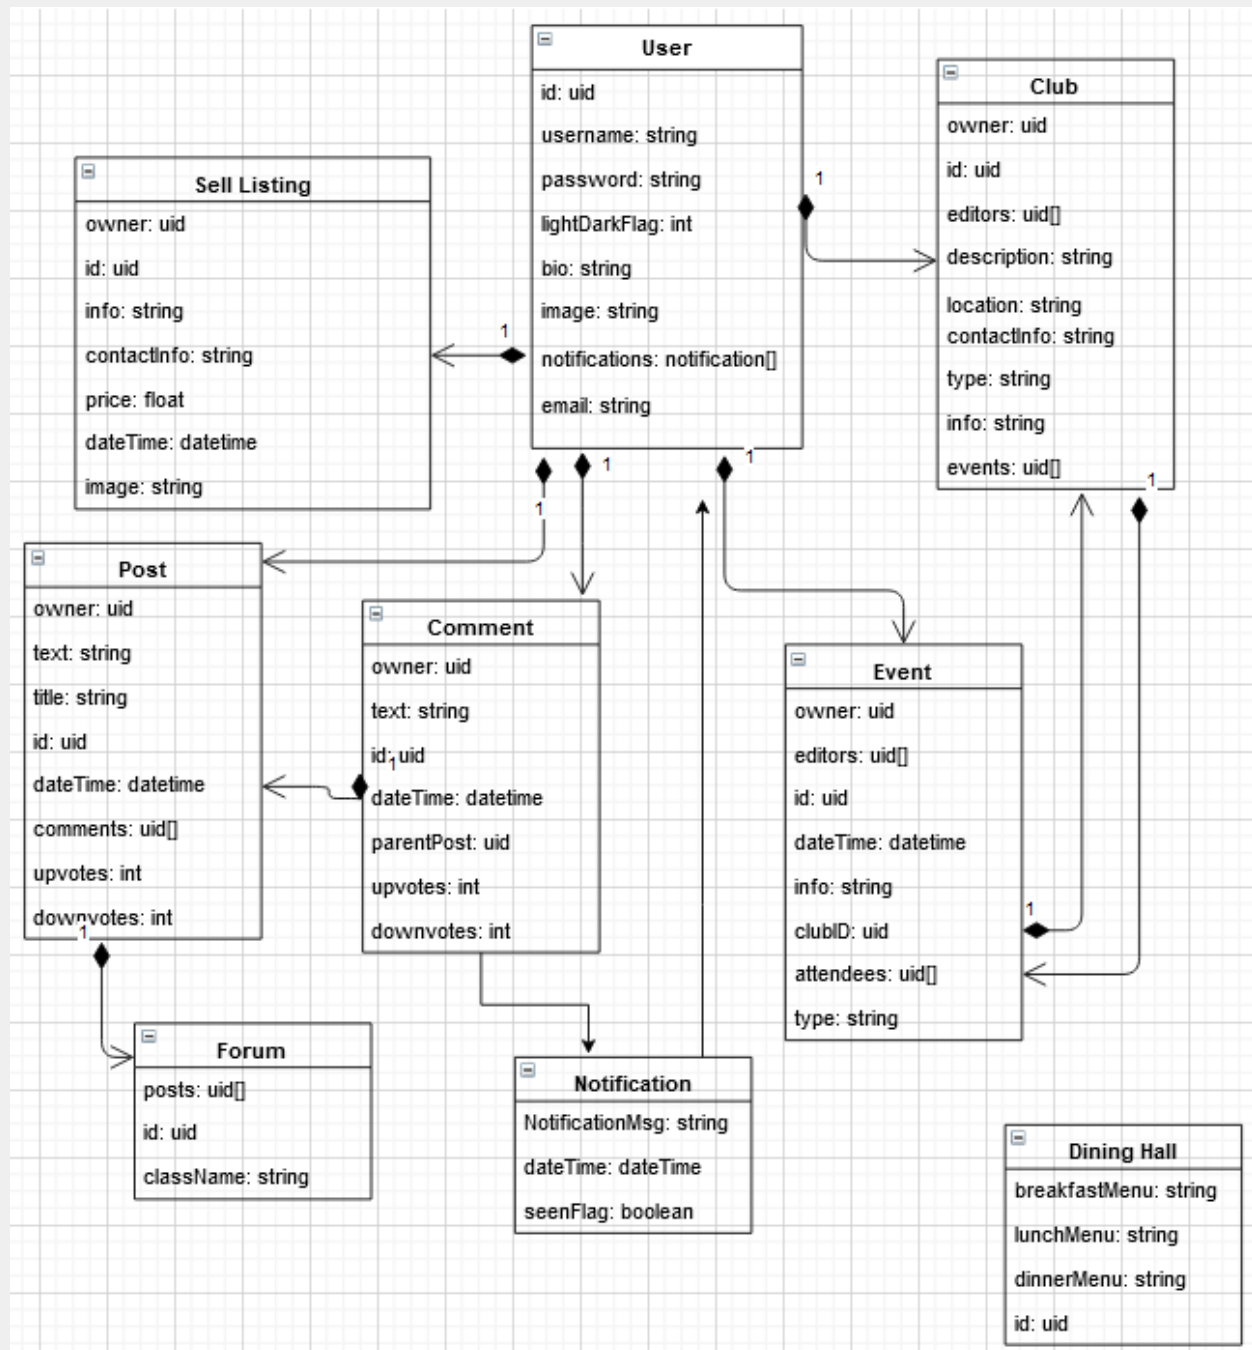 User
id: uid
username: string
password: string
lightDarkFlag: int
bio: string
image: string
notifications: notification[]
email: string
Club
owner: uid
id: uid
editors: uid[]
description: string
location: string
contactInfo: string
type: string
info: string
events: uid[]
1
Sell Listing
owner: uid
id: uid
info: string
contactInfo: string
price: float
dateTime: datetime
image: string
1
1
1
1
1
Post
owner: uid
text: string
title: string
id: uid
dateTime: datetime
comments: uid[]
upvotes: int
downvotes: int
1
Comment
owner: uid
text: string
id: uid
1
dateTime: datetime
parentPost: uid
upvotes: int
downvotes: int
Event
owner: uid
editors: uid[]
id: uid
dateTime: datetime
info: string
clubID: uid
attendees: uid[]
type: string
1
Forum
posts: uid[]
id: uid
className: string
Notification
NotificationMsg: string
dateTime: dateTime
seenFlag: boolean
Dining Hall
breakfastMenu: string
lunchMenu: string
dinnerMenu: string
id: uid